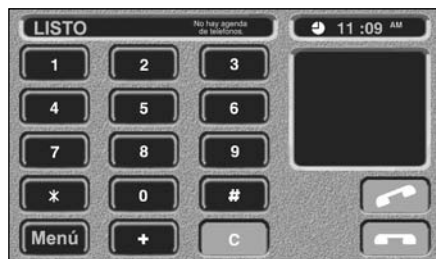 LISTO No hay agenda
de teléfonos. 11 :09 AM
1 2 3
4 5 6
7 8 9
* 0 #
Menú + C